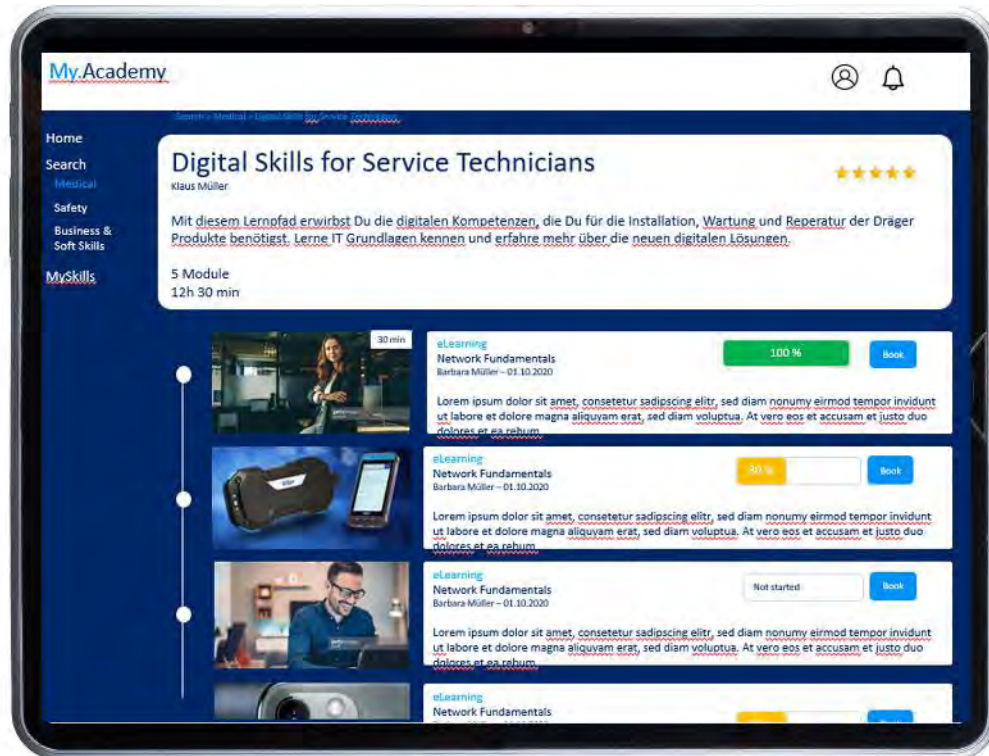 My.Academy
Search > Medical > Digital Skills for Service Technicians
Home
Search
Medical
Safety
Business &
Soft Skills
MySkills
Digital Skills for Service Technicians
Klaus Müller
Mit diesem Lernpfad erwirbst Du die digitalen Kompetenzen, die Du für die Installation, Wartung und Reperatur der Dräger
Produkte benötigst. Lerne IT Grundlagen kennen und erfahre mehr über die neuen digitalen Lösungen.
5 Module
12h 30 min
30 min
eLearning
Network Fundamentals
Barbara Müller – 01.10.2020
100 %
Book
Lorem ipsum dolor sit amet, consetetur sadipscing elitr, sed diam nonumy eirmod tempor invidunt
ut labore et dolore magna aliquyam erat, sed diam voluptua. At vero eos et accusam et justo duo
dolores et ea rebum.
eLearning
Network Fundamentals
Barbara Müller – 01.10.2020
30 %
Book
Lorem ipsum dolor sit amet, consetetur sadipscing elitr, sed diam nonumy eirmod tempor invidunt
ut labore et dolore magna aliquyam erat, sed diam voluptua. At vero eos et accusam et justo duo
dolores et ea rebum.
eLearning
Network Fundamentals
Barbara Müller – 01.10.2020
Not started
Book
Lorem ipsum dolor sit amet, consetetur sadipscing elitr, sed diam nonumy eirmod tempor invidunt
ut labore et dolore magna aliquyam erat, sed diam voluptua. At vero eos et accusam et justo duo
dolores et ea rebum.
eLearning
Network Fundamentals